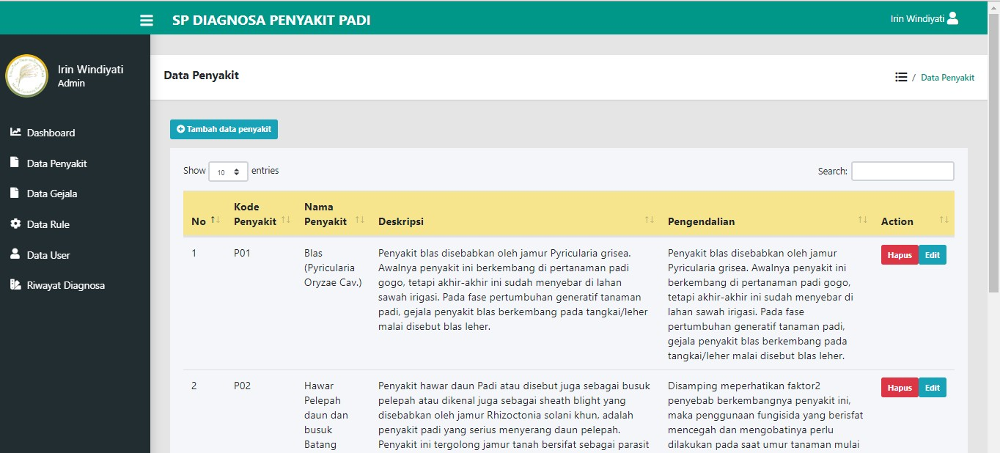 SP DIAGNOSA PENYAKIT PADI
Irin Windiyati
Irin Windiyati
Admin
Dashboard
Data Penyakit
Data Gejala
Data Rule
Data User
Riwayat Diagnosa
Data Penyakit
/ Data Penyakit
Tambah data penyakit
Show 10 entries
Search:
No
Kode
Penyakit
Nama
Penyakit
Deskripsi
Pengendalian
Action
1
P01
Blas
(Pyricularia
Oryzae Cav.)
Penyakit blas disebabkan oleh jamur Pyricularia grisea.
Awalnya penyakit ini berkembang di pertanaman padi
gogo, tetapi akhir-akhir ini sudah menyebar di lahan
sawah irigasi. Pada fase pertumbuhan generatif tanaman
padi, gejala penyakit blas berkembang pada tangkai/leher
malai disebut blas leher.
Penyakit blas disebabkan oleh jamur
Pyricularia grisea. Awalnya penyakit ini
berkembang di pertanaman padi gogo,
tetapi akhir-akhir ini sudah menyebar di
lahan sawah irigasi. Pada fase
pertumbuhan generatif tanaman padi,
gejala penyakit blas berkembang pada
tangkai/leher malai disebut blas leher.
Hapus
Edit
2
P02
Hawar
Pelepah
daun dan
busuk
Batang
Penyakit hawar daun Padi atau disebut juga sebagai busuk
pelepah atau dikenal juga sebagai sheath blight yang
disebabkan oleh jamur Rhizoctonia solani khun, adalah
penyakit padi yang serius menyerang daun pelepah.
Penyakit ini tergolong jamur tanah bersifat sebagai parasit
Disamping meperhatikan faktor2
penyebab berkembangnya penyakit ini,
maka penggunaan fungisida yang berisfat
mencegah dan mengobatinya perlu
dilakukan pada saat umur tanaman mulai
Hapus
Edit